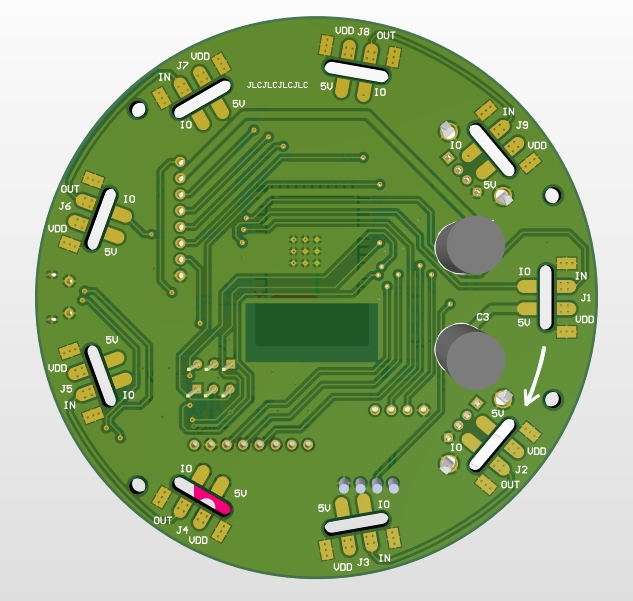 VDD J8 OUT
5V IO
JLCJLCJLCJLC
VDD
J7
IN
5V
IO
IN
J9
VDD
IO
5V
OUT
IO
J6
VDD
5V
IO
IN
J1
5V
VDD
C3
5V
VDD
J5
IO
IN
5V
IO
VDD
J2
OUT
IO
5V
OUT
J4
VDD
5V
IO
VDD J3 IN